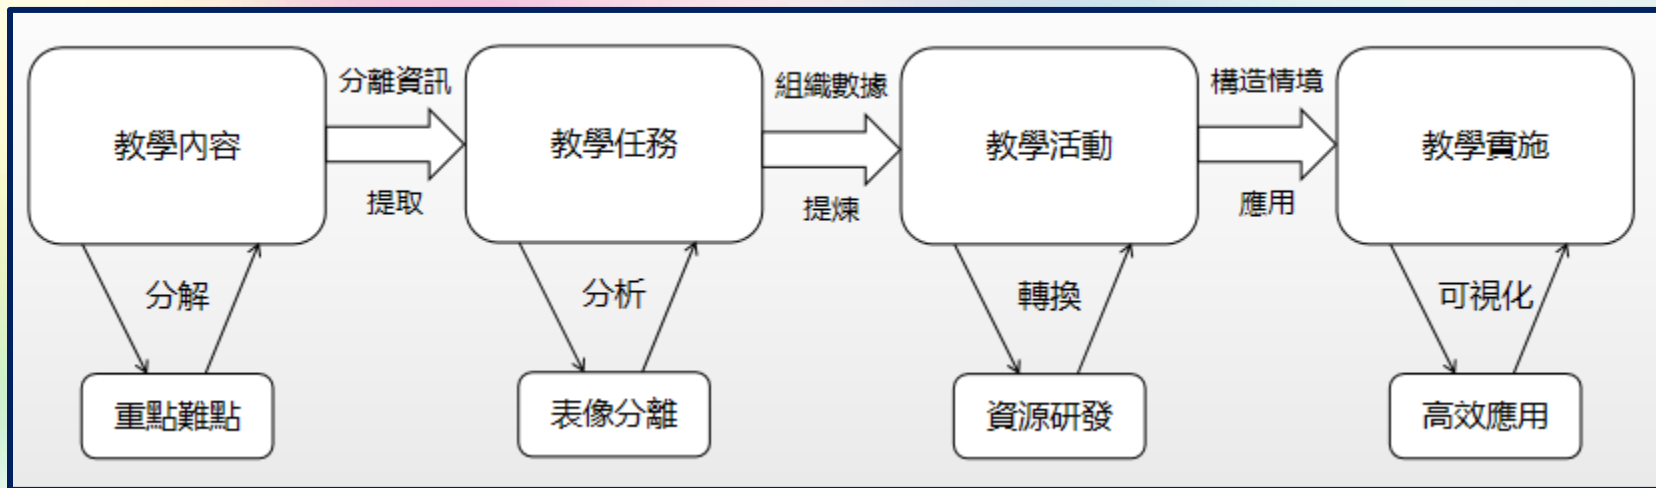 教學內容
分離資訊
提取
教學任務
組織數據
提煉
教學活動
構造情境
應用
教學實施
分解
分析
轉換
可視化
重點難點
表像分離
資源研發
高效應用